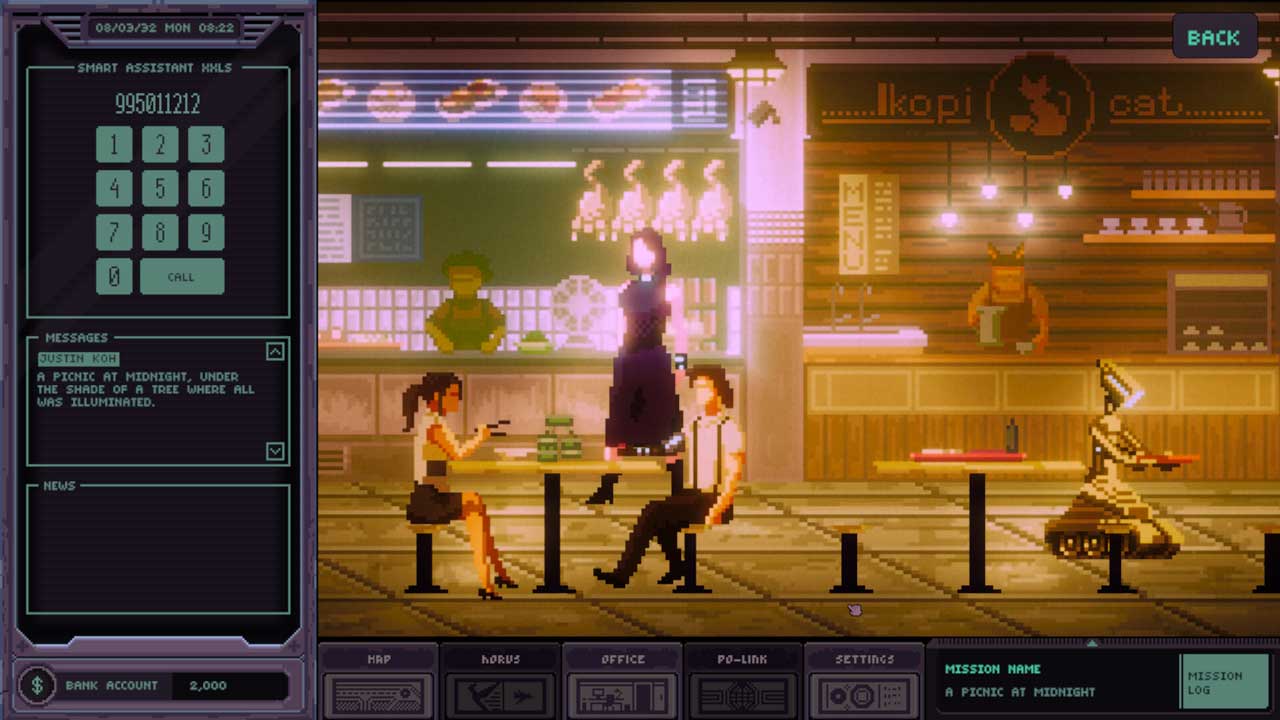 08/03/32 MON 08:22
BACK
SMART ASSISTANT XXLS
995011212
1 2 3
4 5 6
7 8 9
0 CALL
kopi cat
MENU
MESSAGES
JUSTIN KOH
A PICNIC AT MIDNIGHT, UNDER
THE SHADE OF A TREE WHERE ALL
WAS ILLUMINATED.
NEWS
$ BANK ACCOUNT 2,000
MAP
HORUS
OFFICE
PO-LINK
SETTINGS
MISSION NAME
A PICNIC AT MIDNIGHT
MISSION
LOG